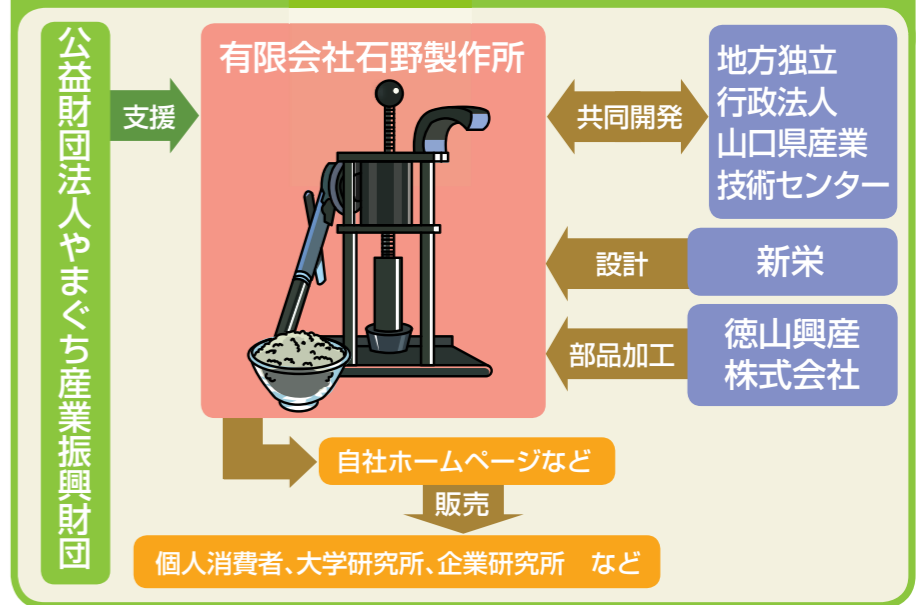 公益財団法人やまぐち産業振興財団
支援
有限会社石野製作所
共同開発
地方独立
行政法人
山口県産業
技術センター
設計
新栄
部品加工
徳山興産
株式会社
自社ホームページなど
販売
個人消費者、大学研究所、企業研究所　など